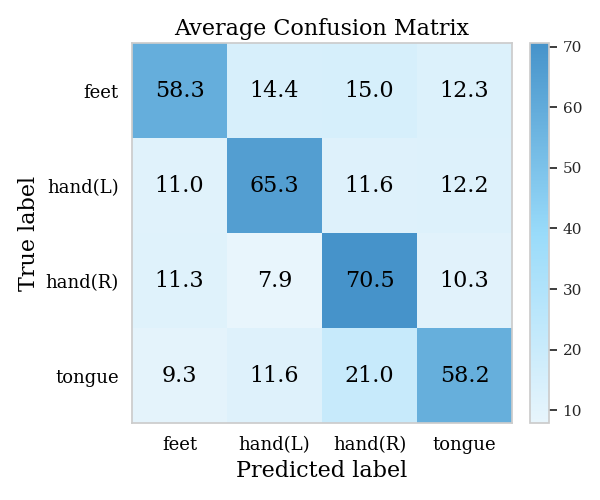 Average Confusion Matrix
True label
feet 58.3 14.4 15.0 12.3
hand(L) 11.0 65.3 11.6 12.2
hand(R) 11.3 7.9 70.5 10.3
tongue 9.3 11.6 21.0 58.2
feet hand(L) hand(R) tongue
Predicted label
70
60
50
40
30
20
10